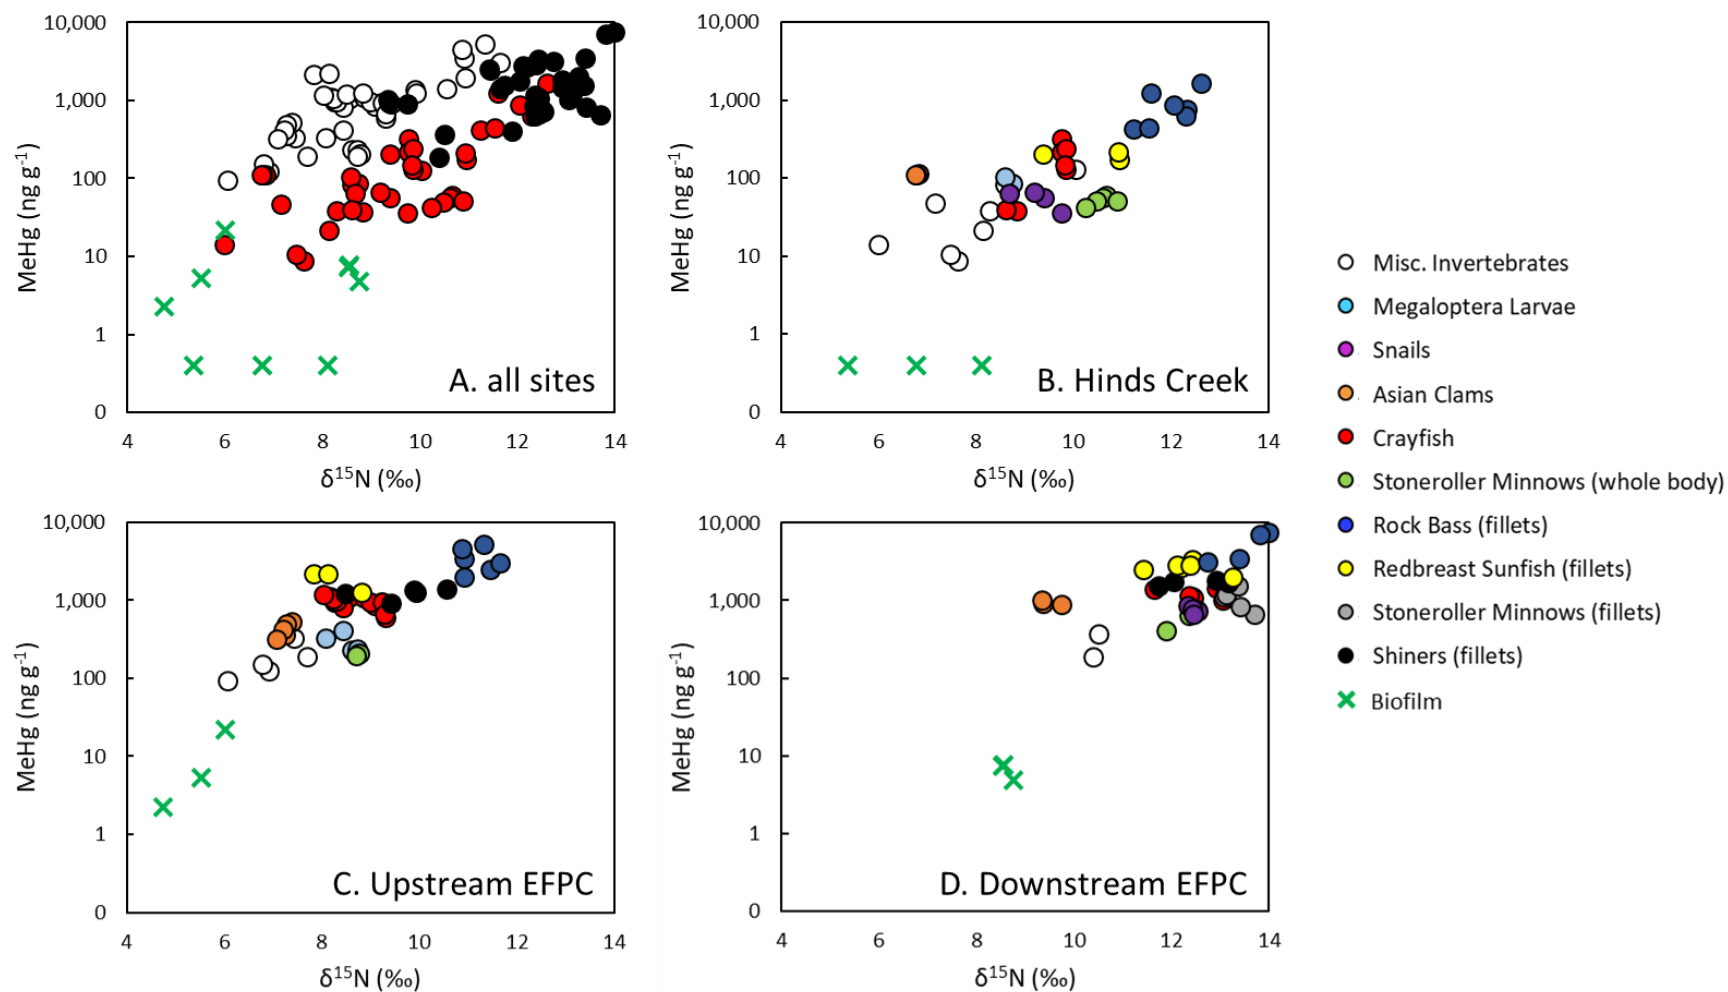 10,000
1,000
100
10
1
0
MeHg (ng g⁻¹)
A. all sites
4 6 8 10 12 14
δ¹⁵N (‰)
10,000
1,000
100
10
1
0
MeHg (ng g⁻¹)
B. Hinds Creek
4 6 8 10 12 14
δ¹⁵N (‰)
Misc. Invertebrates
Megaloptera Larvae
Snails
Asian Clams
Crayfish
Stoneroller Minnows (whole body)
Rock Bass (fillets)
Redbreast Sunfish (fillets)
Stoneroller Minnows (fillets)
Shiners (fillets)
Biofilm
10,000
1,000
100
10
1
0
MeHg (ng g⁻¹)
C. Upstream EFPC
4 6 8 10 12 14
δ¹⁵N (‰)
10,000
1,000
100
10
1
0
MeHg (ng g⁻¹)
D. Downstream EFPC
4 6 8 10 12 14
δ¹⁵N (‰)